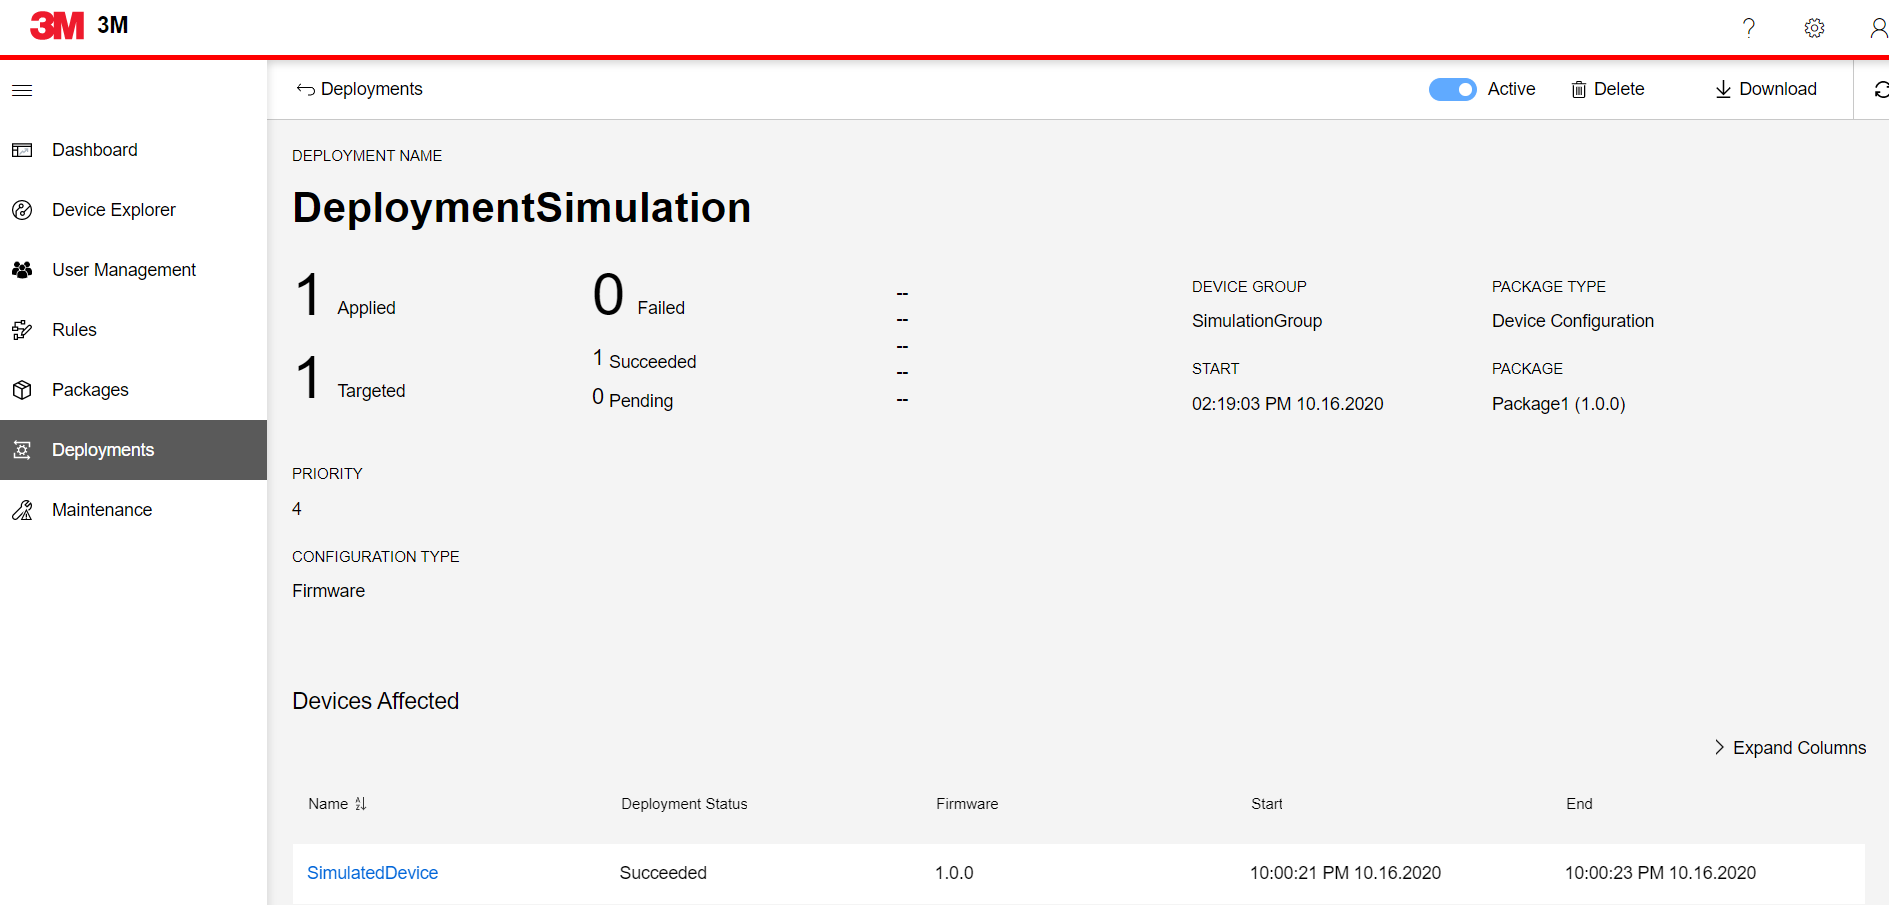 3M 3M
Deployments Active Delete Download
Dashboard
Device Explorer
User Management
Rules
Packages
Deployments
Maintenance
DEPLOYMENT NAME
DeploymentSimulation
1 Applied
1 Targeted
0 Failed
1 Succeeded
0 Pending
--
--
--
--
--
DEVICE GROUP
SimulationGroup
START
02:19:03 PM 10.16.2020
PACKAGE TYPE
Device Configuration
PACKAGE
Package1 (1.0.0)
PRIORITY
4
CONFIGURATION TYPE
Firmware
Devices Affected
Expand Columns
Name Deployment Status Firmware Start End
SimulatedDevice Succeeded 1.0.0 10:00:21 PM 10.16.2020 10:00:23 PM 10.16.2020